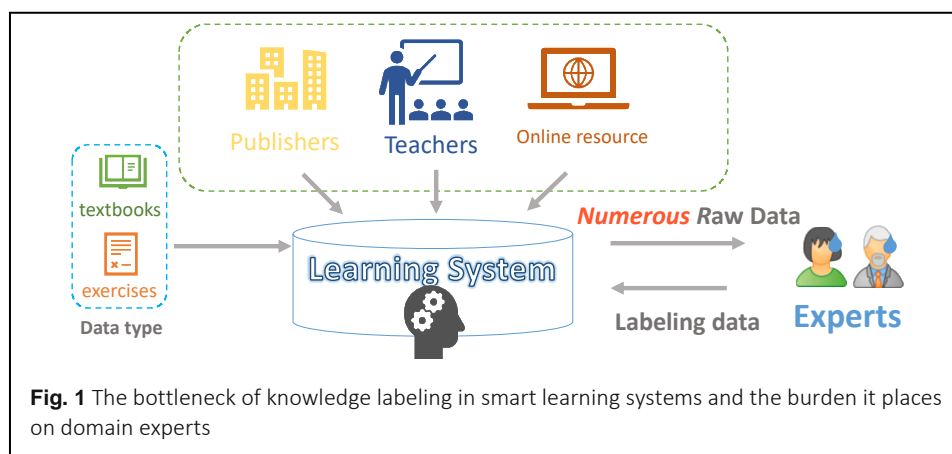 Publishers
Teachers
Online resource
textbooks
exercises
Data type
Learning System
Numerous Raw Data
Labeling data
Experts
Fig. 1 The bottleneck of knowledge labeling in smart learning systems and the burden it places
on domain experts